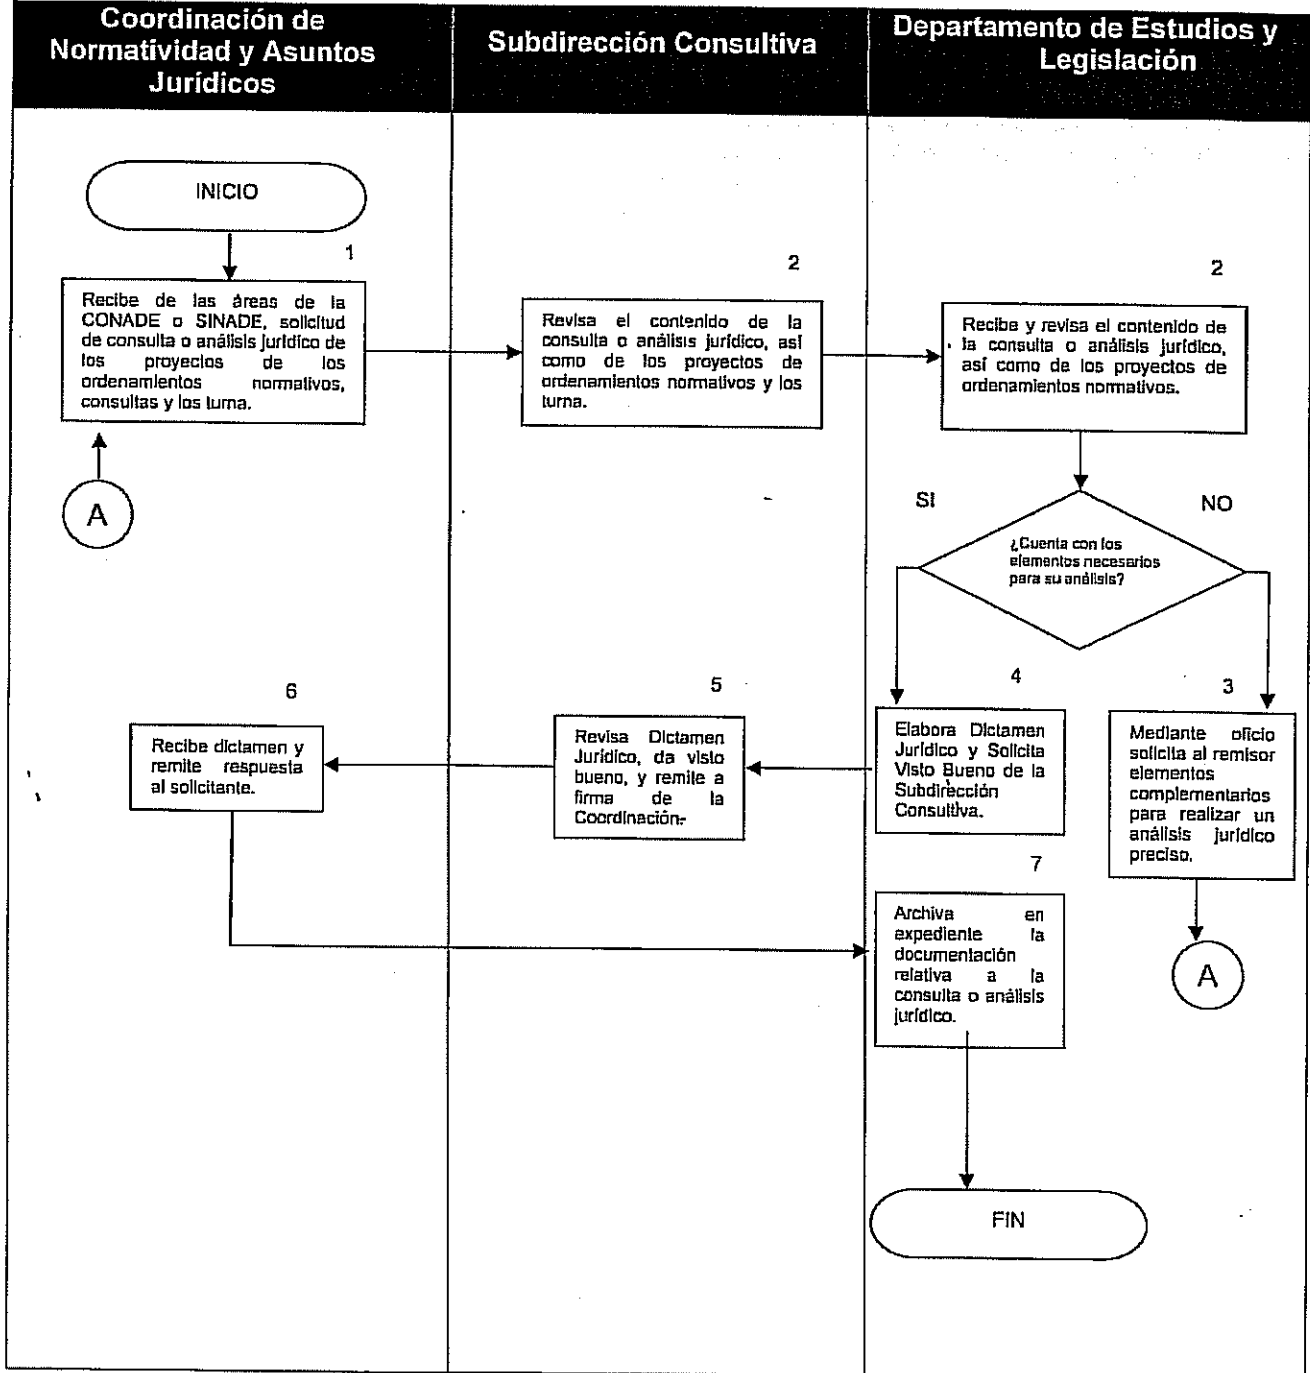 Coordinación de
Normatividad y Asuntos
Jurídicos
Subdirección Consultiva
Departamento de Estudios y
Legislación
INICIO
1
Recibe de las áreas de la
CONADE o SINADE, solicitud
de consulta o análisis jurídico de
los proyectos de los
ordenamientos normativos,
consultas y los turna.
A
2
Revisa el contenido de la
consulta o análisis jurídico, así
como de los proyectos de
ordenamientos normativos y los
turna.
2
Recibe y revisa el contenido de
la consulta o análisis jurídico,
así como de los proyectos de
ordenamientos normativos.
SI
NO
¿Cuenta con los
elementos necesarios
para su análisis?
6
Recibe dictamen y
remite respuesta
al solicitante.
5
Revisa Dictamen
Jurídico, da visto
bueno, y remite a
firma de la
Coordinación.
4
Elabora Dictamen
Jurídico y Solicita
Visto Bueno de la
Subdirección
Consultiva.
3
Mediante oficio
solicita al remisor
elementos
complementarios
para realizar un
análisis jurídico
preciso.
7
Archiva en
expediente la
documentación
relativa a la
consulta o análisis
jurídico.
A
FIN